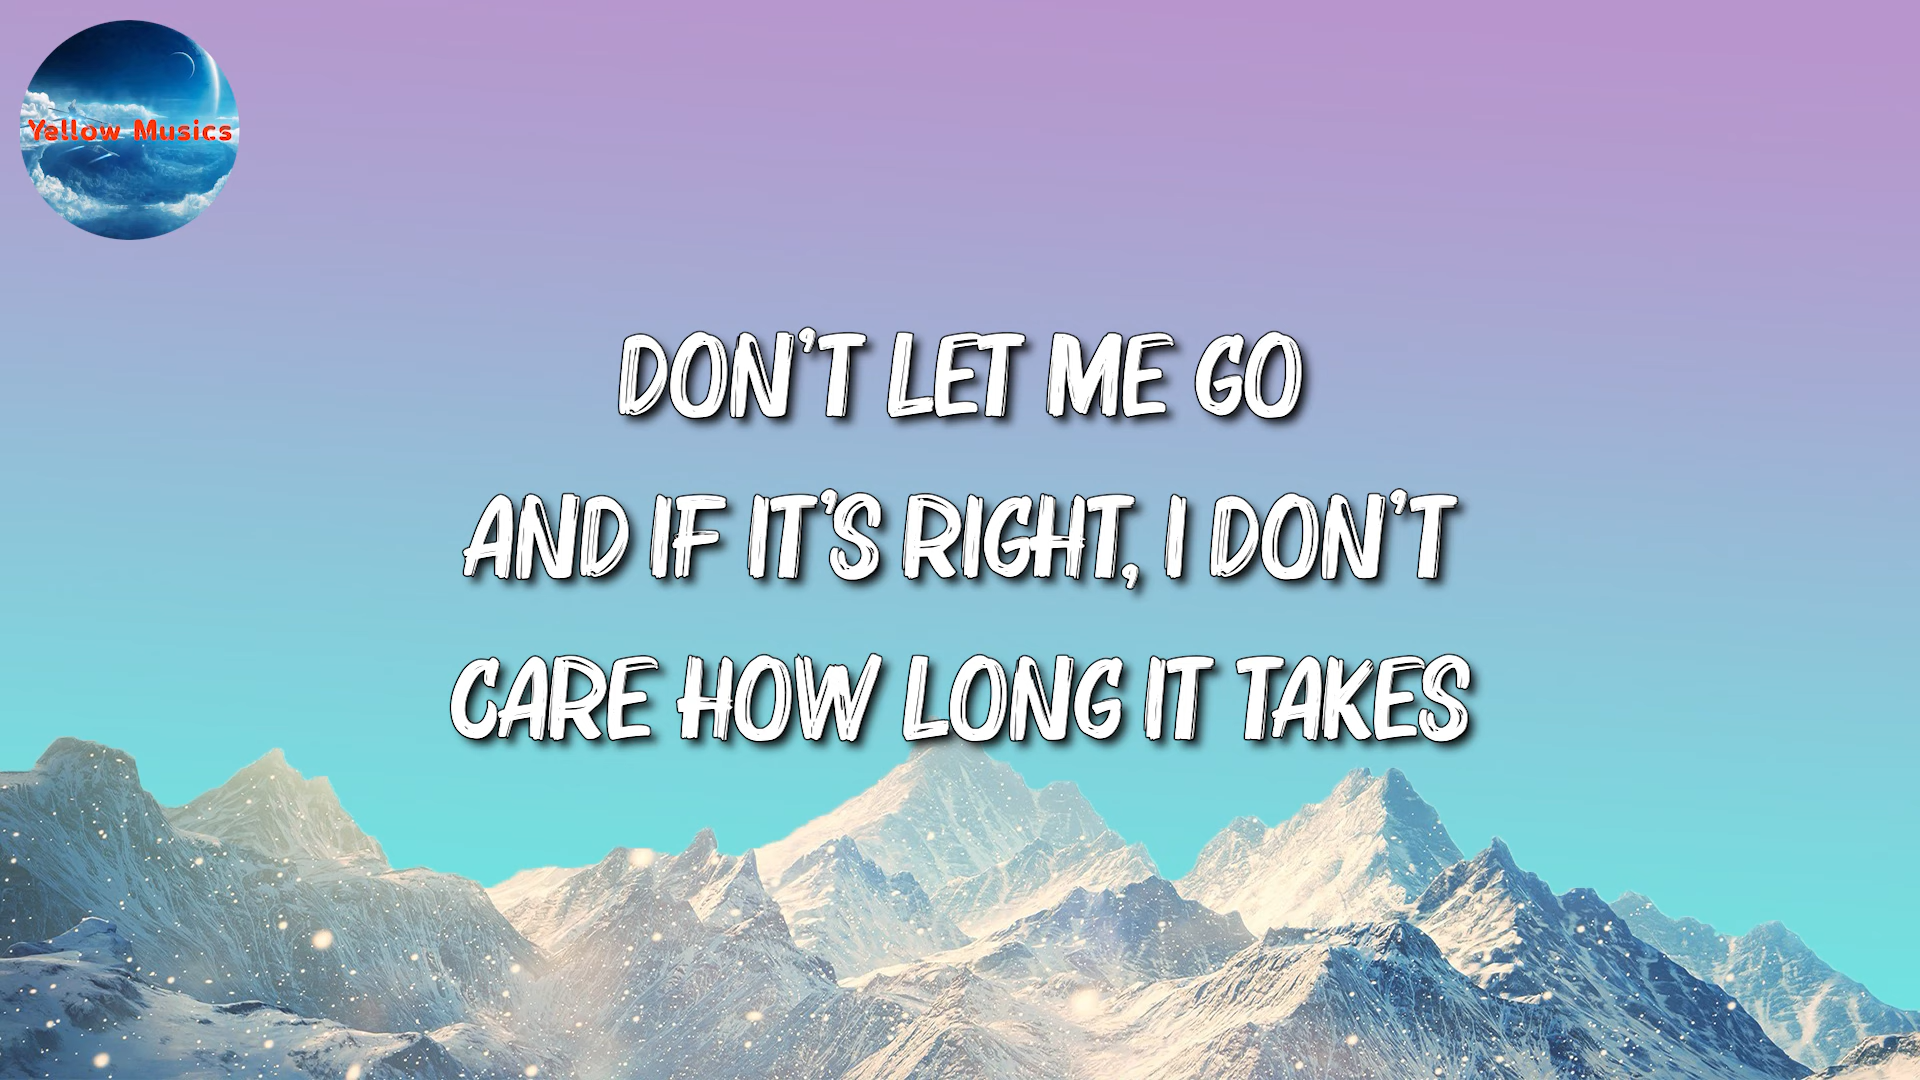 Yellow Musics
DON'T LET ME GO
AND IF IT'S RIGHT, I DON'T
CARE HOW LONG IT TAKES